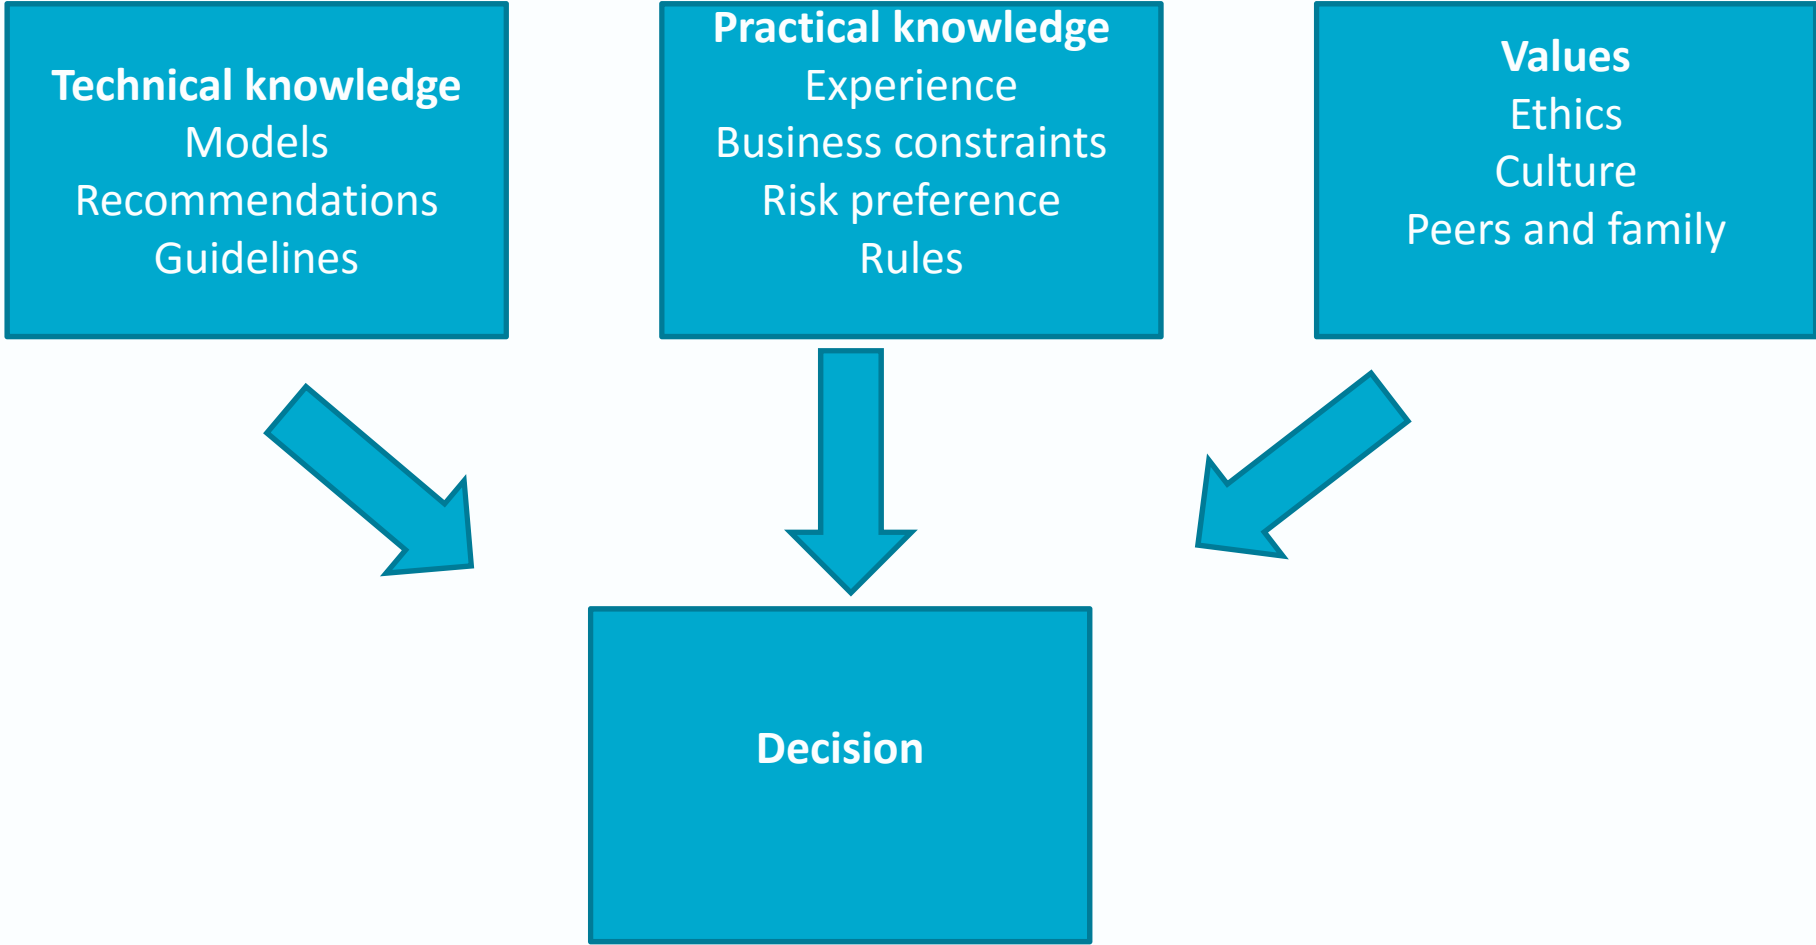 Technical knowledge
Models
Recommendations
Guidelines
Practical knowledge
Experience
Business constraints
Risk preference
Rules
Values
Ethics
Culture
Peers and family
Decision